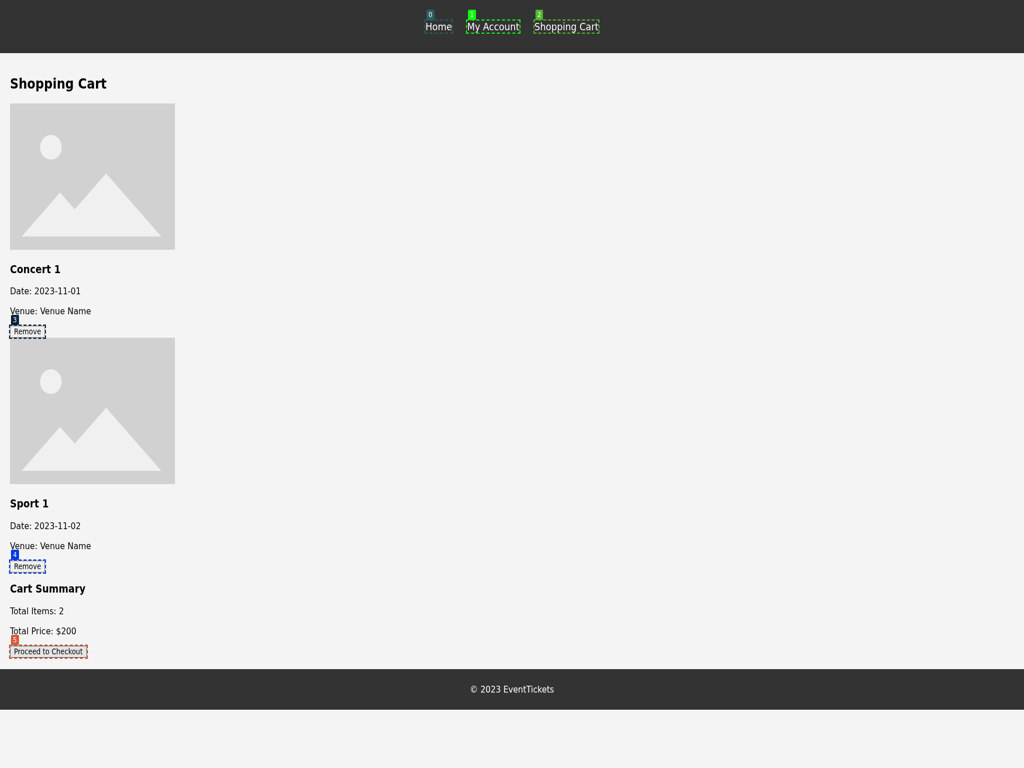 0 1 2
Home My Account Shopping Cart
Shopping Cart
Concert 1
Date: 2023-11-01
Venue: Venue Name
3
Remove
Sport 1
Date: 2023-11-02
Venue: Venue Name
4
Remove
Cart Summary
Total Items: 2
Total Price: $200
5
Proceed to Checkout
© 2023 EventTickets